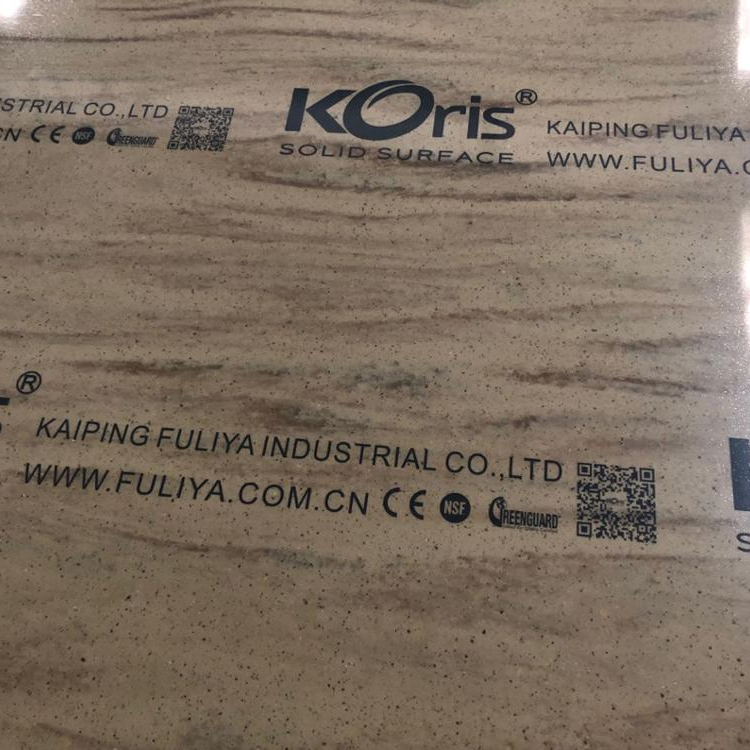 STRIAL CO.,LTD
CN CE NSF GREENGUARD
KOris®
SOLID SURFACE
KAIPING FULIYA
WWW.FULIYA.C
®
KAIPING FULIYA INDUSTRIAL CO.,LTD
WWW.FULIYA.COM.CN CE NSF GREENGUARD
S